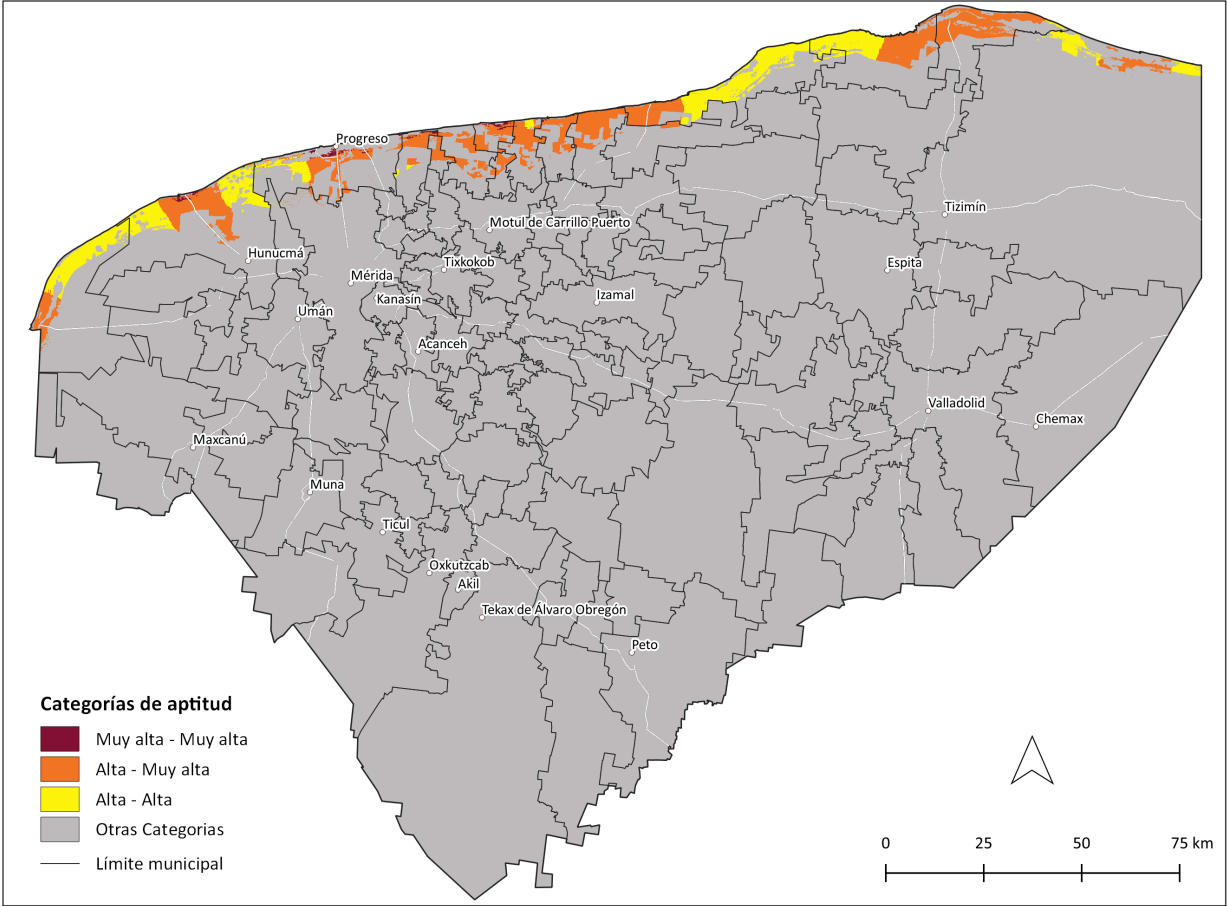 Progreso
Tizimín
Motul de Carrillo Puerto
Hunucmá
Tixkokob
Espita
Mérida
Kanasín
Izamal
Umán
Acanceh
Valladolid
Chemax
Maxcanú
Muna
Ticul
Oxkutzcab
Akil
Tekax de Álvaro Obregón
Peto
Categorías de aptitud
Muy alta - Muy alta
Alta - Muy alta
Alta - Alta
Otras Categorias
Límite municipal
0 25 50 75 km